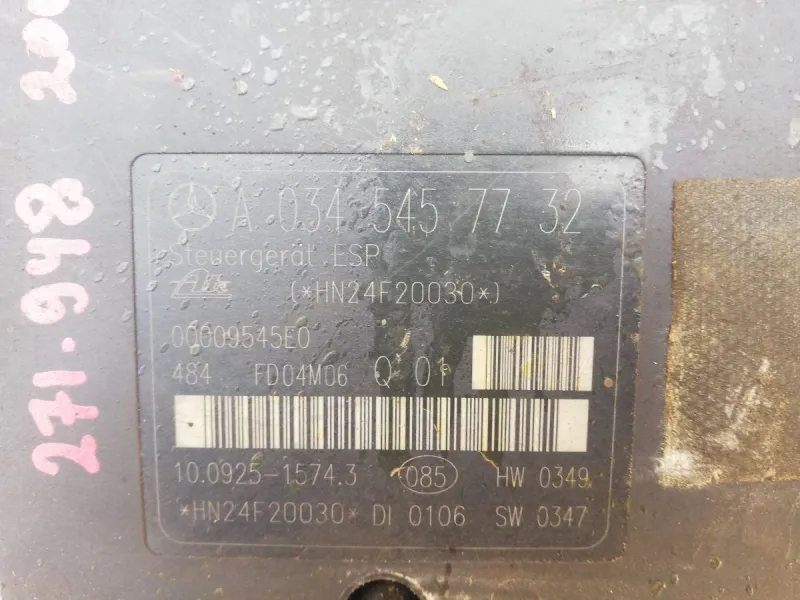 A 034 545 77 32
Steuergerät ESP
Ate (*HN24F20030*)
00009545E0
484 FD04M06 Q 01
10.0925-1574.3 085 HW 0349
*HN24F20030* DI 0106 SW 0347
271.948